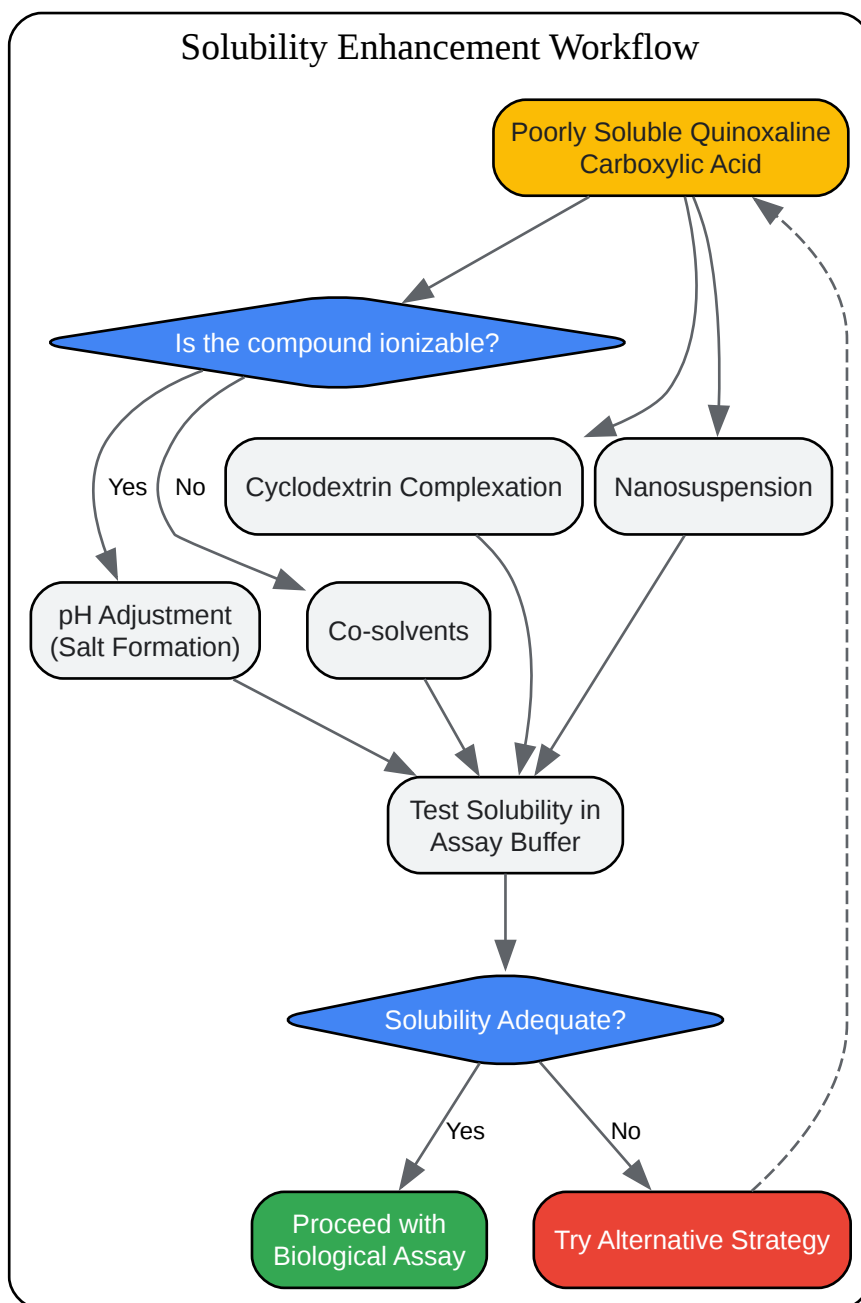 Solubility Enhancement Workflow
Poorly Soluble Quinoxaline
Carboxylic Acid
Is the compound ionizable?
Cyclodextrin Complexation
Nanosuspension
Yes
No
pH Adjustment
(Salt Formation)
Co-solvents
Test Solubility in
Assay Buffer
Solubility Adequate?
Yes
No
Proceed with
Biological Assay
Try Alternative Strategy